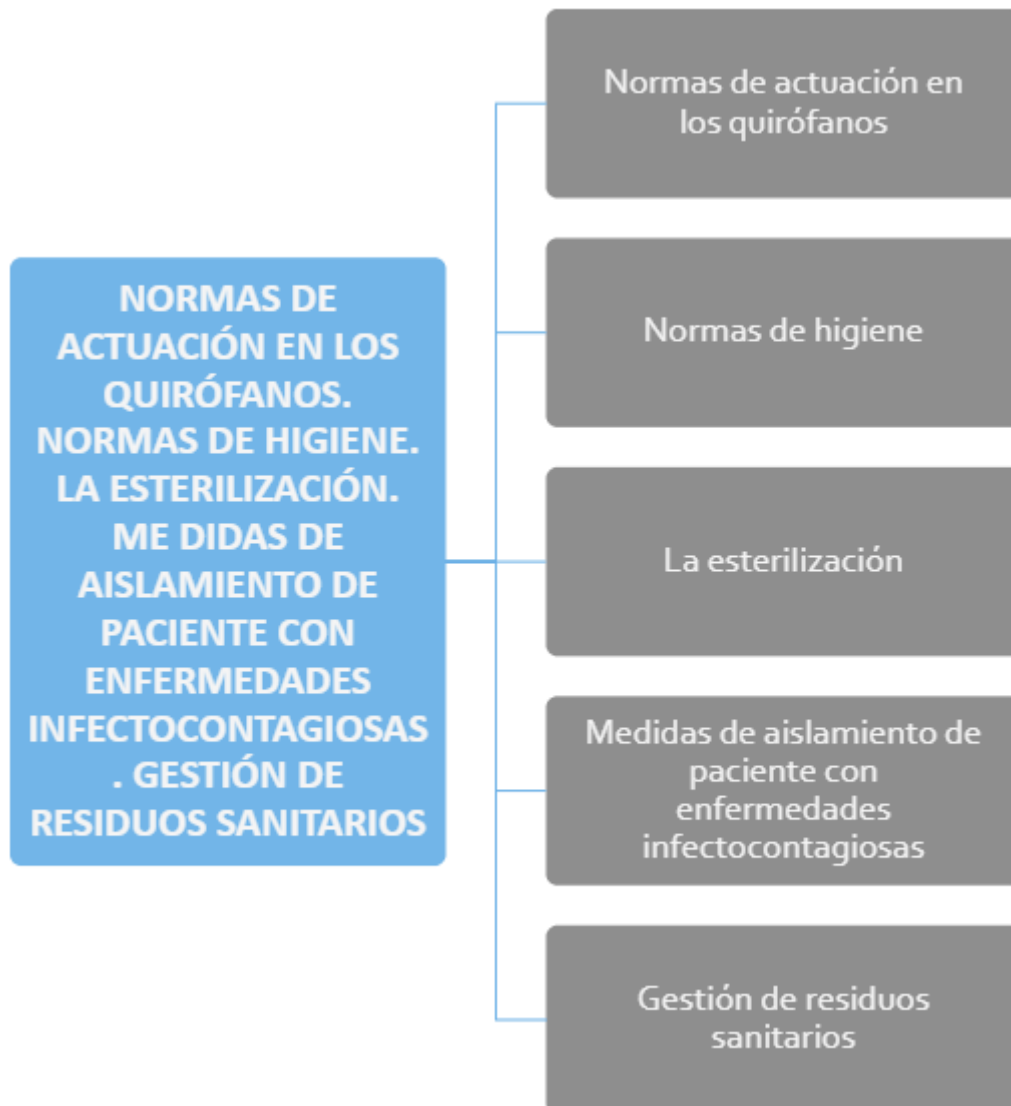 NORMAS DE
ACTUACIÓN EN LOS
QUIRÓFANOS.
NORMAS DE HIGIENE.
LA ESTERILIZACIÓN.
ME DIDAS DE
AISLAMIENTO DE
PACIENTE CON
ENFERMEDADES
INFECTOCONTAGIOSAS
. GESTIÓN DE
RESIDUOS SANITARIOS
Normas de actuación en
los quirófanos
Normas de higiene
La esterilización
Medidas de aislamiento de
paciente con
enfermedades
infectocontagiosas
Gestión de residuos
sanitarios